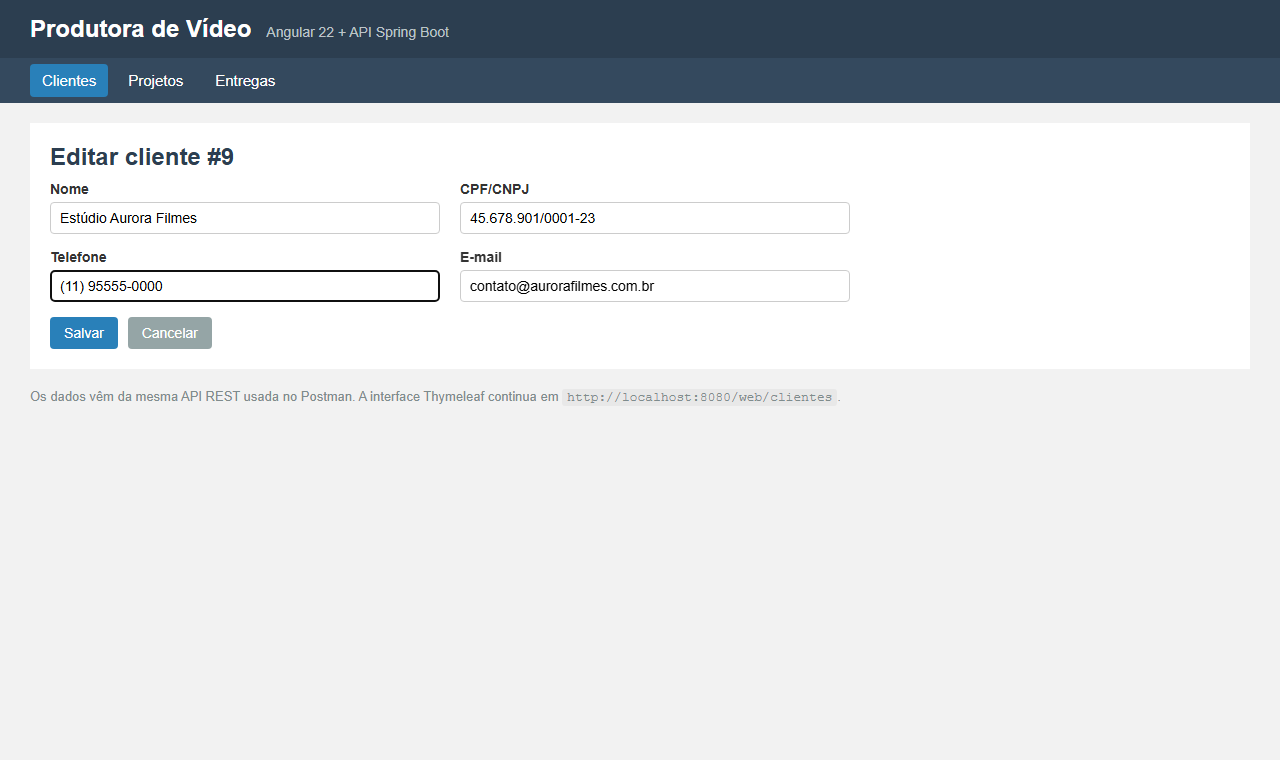 Produtora de Vídeo Angular 22 + API Spring Boot
Clientes Projetos Entregas
Editar cliente #9
Nome CPF/CNPJ
Estúdio Aurora Filmes 45.678.901/0001-23
Telefone E-mail
(11) 95555-0000 contato@aurorafilmes.com.br
Salvar Cancelar
Os dados vêm da mesma API REST usada no Postman. A interface Thymeleaf continua em http://localhost:8080/web/clientes.